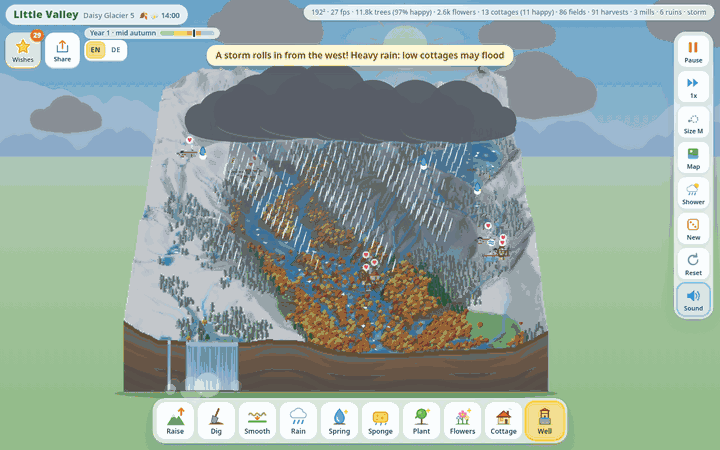 Little Valley Daisy Glacier 5 14:00
192² · 27 fps · 11.8k trees (97% happy) · 2.6k flowers · 13 cottages (11 happy) · 86 fields · 91 harvests · 3 mills · 6 ruins · storm
Year 1 · mid autumn
29
Wishes
Share
EN DE
A storm rolls in from the west! Heavy rain: low cottages may flood
Pause
1x
Size M
Map
Shower
New
Reset
Sound
Raise Dig Smooth Rain Spring Sponge Plant Flowers Cottage Well